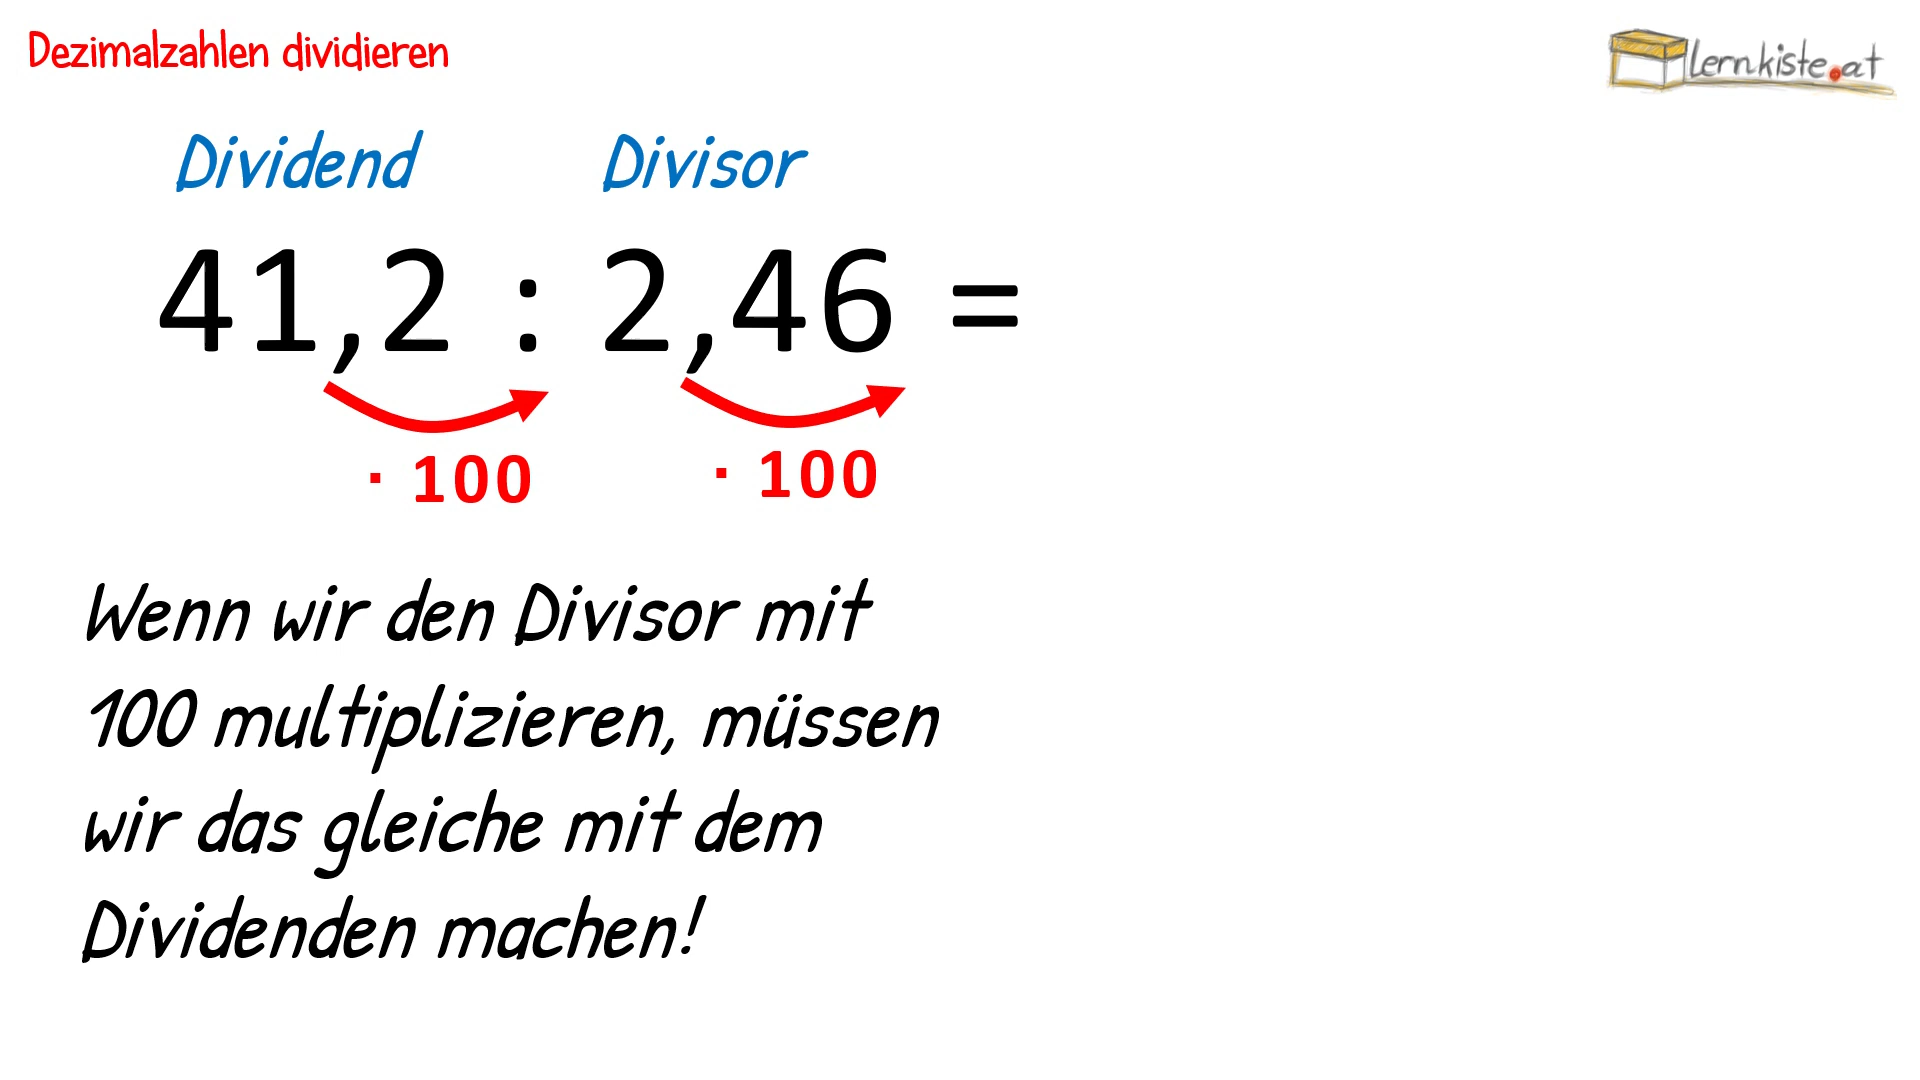 Dezimalzahlen dividieren
Lernkiste.at
Dividend Divisor
41,2 : 2,46 =
· 100 · 100
Wenn wir den Divisor mit
100 multiplizieren, müssen
wir das gleiche mit dem
Dividenden machen!